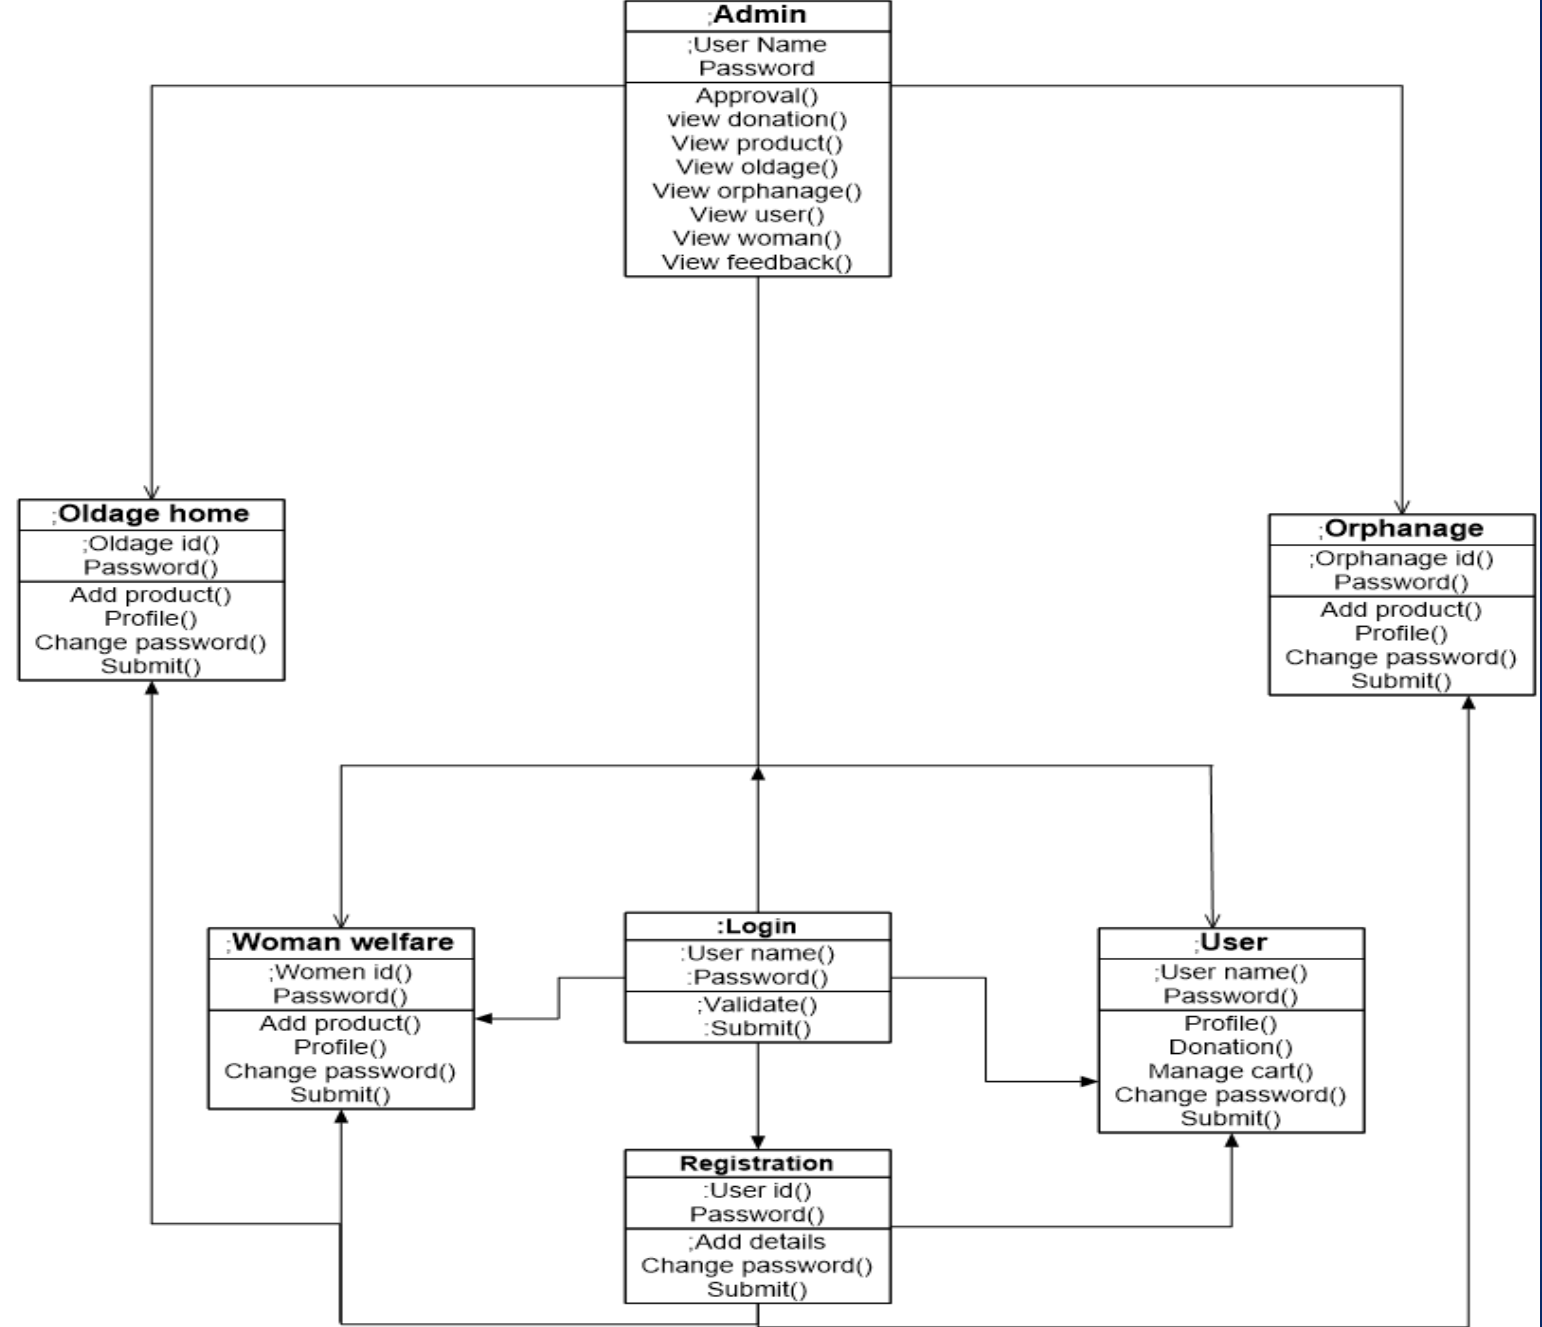 ;Admin
;User Name
Password
Approval()
view donation()
View product()
View oldage()
View orphanage()
View user()
View woman()
View feedback()
;Oldage home
;Oldage id()
Password()
Add product()
Profile()
Change password()
Submit()
;Orphanage
;Orphanage id()
Password()
Add product()
Profile()
Change password()
Submit()
;Woman welfare
;Women id()
Password()
Add product()
Profile()
Change password()
Submit()
:Login
:User name()
:Password()
;Validate()
:Submit()
;User
;User name()
Password()
Profile()
Donation()
Manage cart()
Change password()
Submit()
Registration
:User id()
Password()
;Add details
Change password()
Submit()